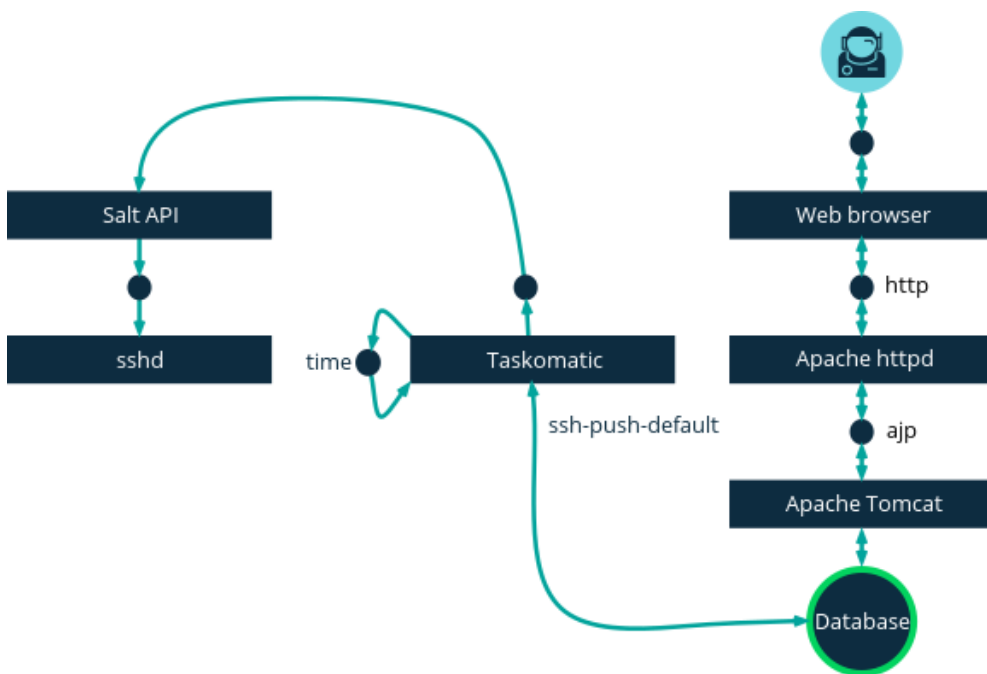 Salt API
Web browser
http
sshd
time
Taskomatic
Apache httpd
ssh-push-default
ajp
Apache Tomcat
Database